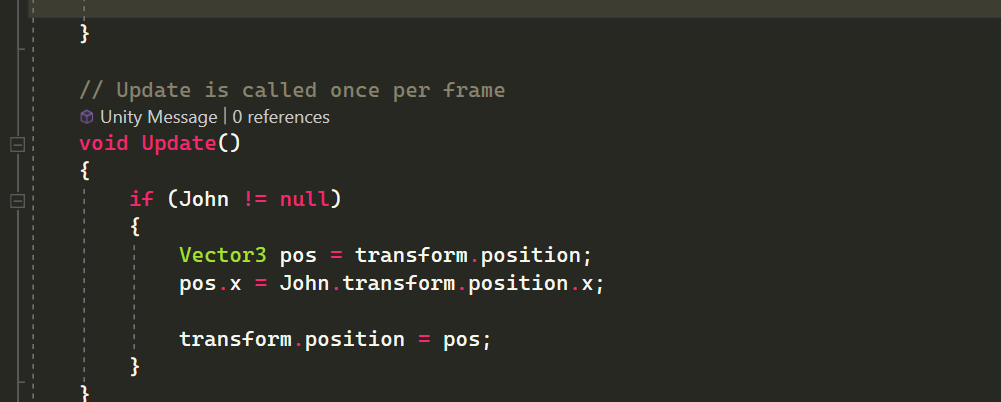 }
// Update is called once per frame
Unity Message | 0 references
void Update()
{
if (John != null)
{
Vector3 pos = transform.position;
pos.x = John.transform.position.x;
transform.position = pos;
}
}